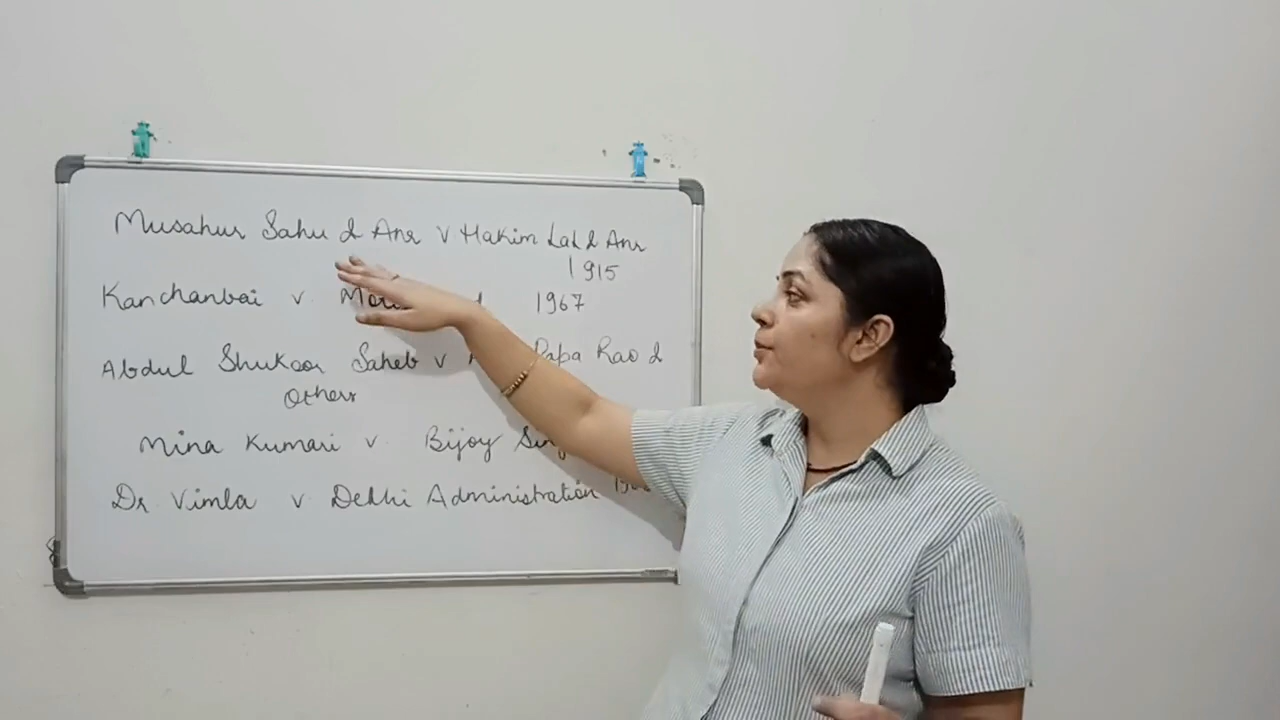 Musahur Sahu & Anr v Hakim Lal & Anr
1915
Kanchanbai v. 1967
Abdul Shukoor Saheb v Papa Rao &
Others
Mina Kumari v. Bijoy
Dr Vimla v Delhi Administration